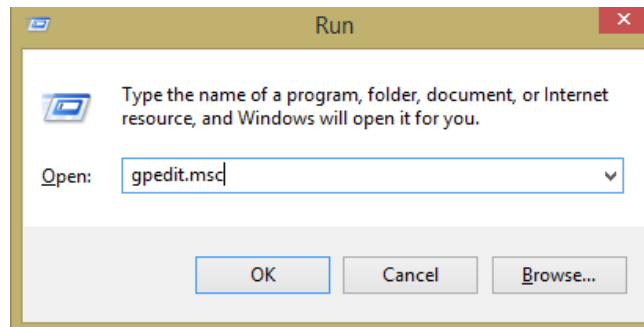 Run
Type the name of a program, folder, document, or Internet
resource, and Windows will open it for you.
Open: gpedit.msc
OK Cancel Browse...